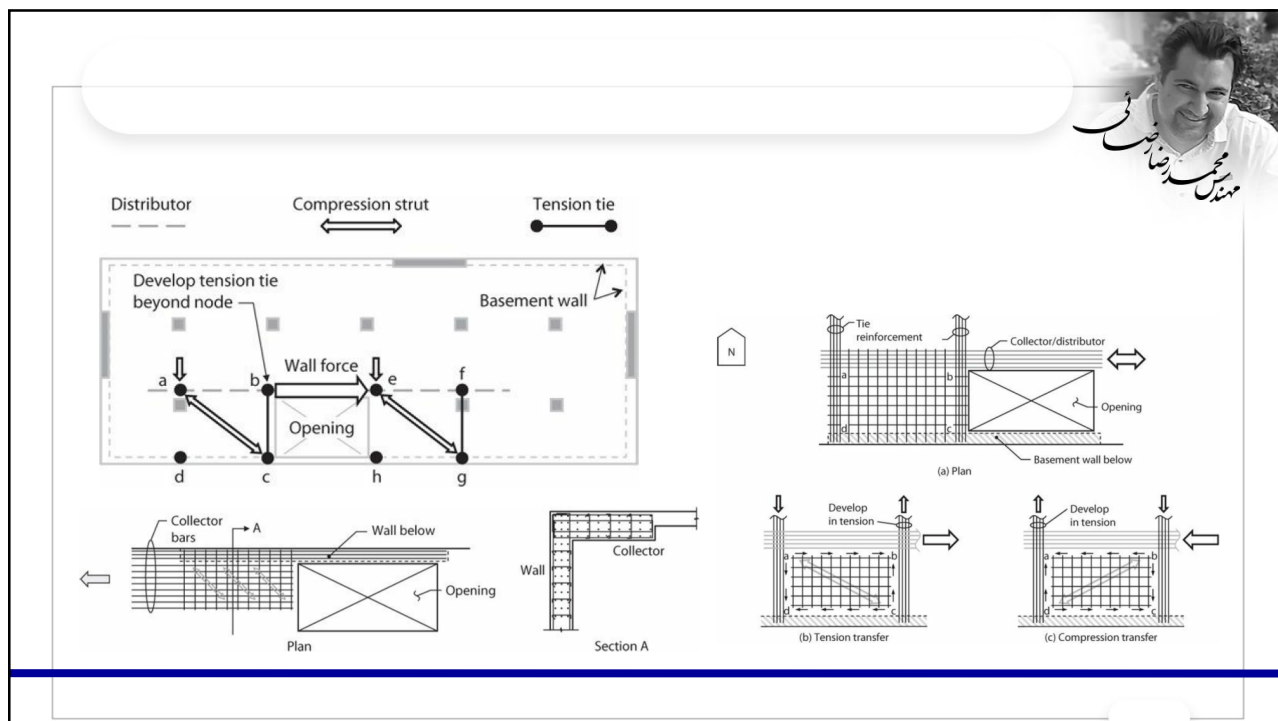 مهندس محمدرضا رضائی
Distributor
Compression strut
Tension tie
Develop tension tie
beyond node
Basement wall
Wall force
a
b
e
f
Opening
d
c
h
g
Collector
bars
A
Wall below
Opening
Plan
Wall
Collector
Section A
N
Tie
reinforcement
Collector/distributor
a
b
Opening
d
c
Basement wall below
(a) Plan
Develop
in tension
a
b
d
c
(b) Tension transfer
Develop
in tension
a
b
d
c
(c) Compression transfer